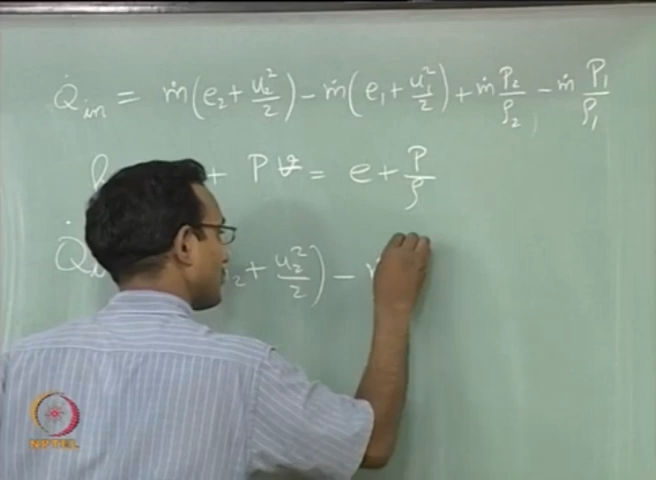 Q̇in = ṁ(e₂ + u₂²/2) − ṁ(e₁ + u₁²/2) + ṁ P₂/ρ₂ − ṁ P₁/ρ₁
+ Pv = e + P/ρ
Q̇ ₂ + u₂²/2) −
NPTEL